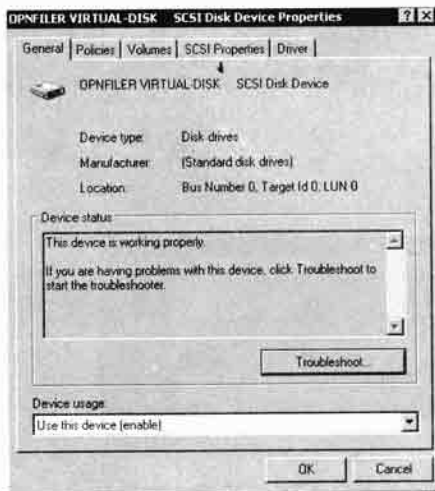 OPNFILER VIRTUAL-DISK SCSI Disk Device Properties
General Policies Volumes SCSI Properties Driver
OPNFILER VIRTUAL-DISK SCSI Disk Device
Device type: Disk drives
Manufacturer: (Standard disk drives)
Location: Bus Number 0, Target Id 0, LUN 0
Device status
This device is working properly.
If you are having problems with this device, click Troubleshoot to
start the troubleshooter.
Troubleshoot...
Device usage:
Use this device (enable)
OK Cancel